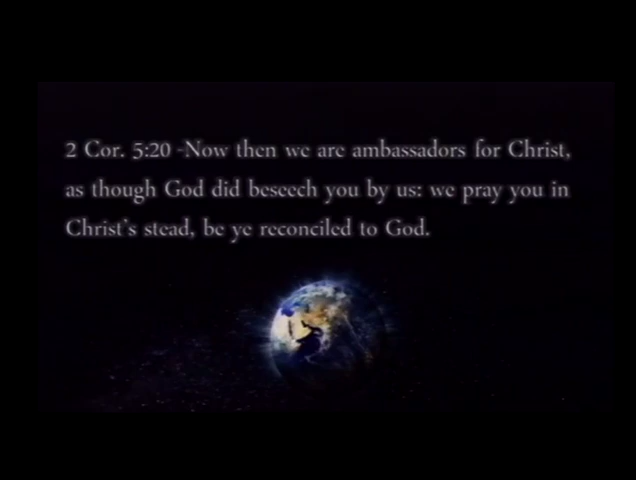 2 Cor. 5:20 -Now then we are ambassadors for Christ,
as though God did beseech you by us: we pray you in
Christ's stead, be ye reconciled to God.